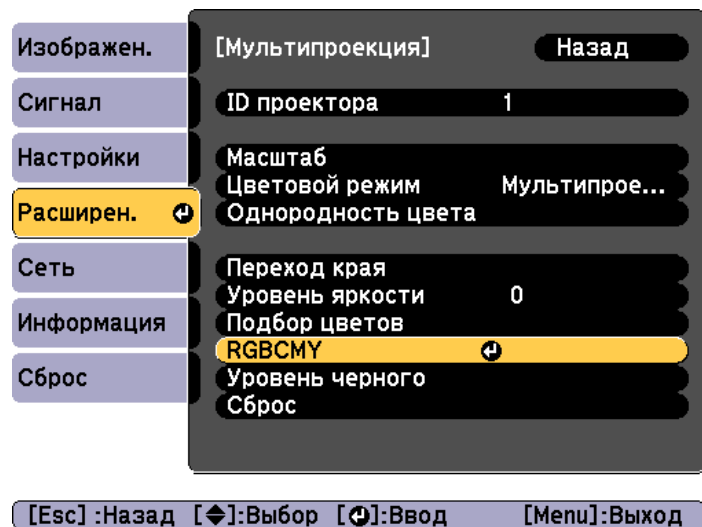 Изображен.
Сигнал
Настройки
Расширен.
Сеть
Информация
Сброс
[Мультипроекция] Назад
ID проектора 1
Масштаб
Цветовой режим Мультипрое...
Однородность цвета
Переход края
Уровень яркости 0
Подбор цветов
RGBCMY
Уровень черного
Сброс
[Esc] :Назад [◆]:Выбор [⏎]:Ввод [Menu]:Выход